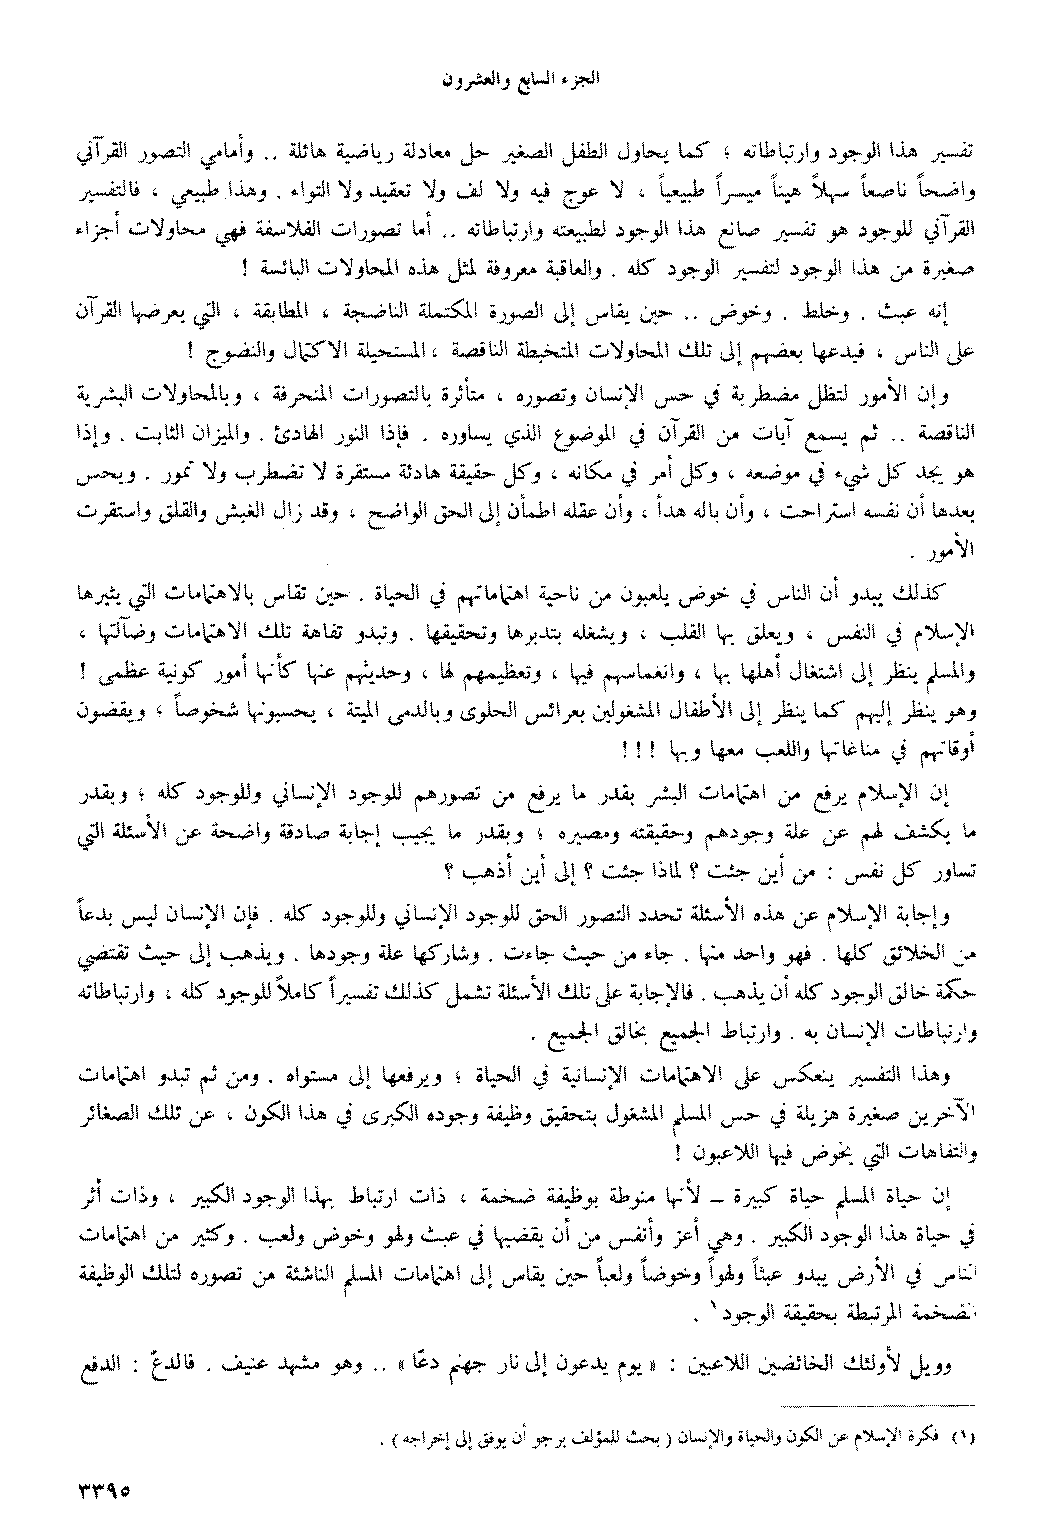 الجزء السابع والعشرون
تفسير هذا الوجود وارتباطاته ؛ كما يحاول الطفل الصغير حل معادلة رياضية هائلة .. وأمامي التصور القرآني
واضحاً ناصعاً سهلاً هيناً ميسراً طبيعياً ، لا عوج فيه ولا لف ولا تعقيد ولا التواء . وهذا طبيعي ، فالتفسير
القرآني للوجود هو تفسير صانع هذا الوجود لطبيعته وارتباطاته .. أما تصورات الفلاسفة فهي محاولات أجزاء
صغيرة من هذا الوجود لتفسير الوجود كله . والعاقبة معروفة لمثل هذه المحاولات البائسة !
إنه عبث . وخلط . وخوض .. حين يقاس إلى الصورة المكتملة الناضجة ، المطابقة ، التي يعرضها القرآن
على الناس ، فيدعها بعضهم إلى تلك المحاولات المتخبطة الناقصة ، المستحيلة الاكتمال والنضوج !
وإن الأمور لتظل مضطربة في حس الإنسان وتصوره ، متأثرة بالتصورات المنحرفة ، وبالمحاولات البشرية
الناقصة .. ثم يسمع آيات من القرآن في الموضوع الذي يساوره . فإذا النور الهادئ . والميزان الثابت . وإذا
هو يجد كل شيء في موضعه ، وكل أمر في مكانه ، وكل حقيقة هادئة مستقرة لا تضطرب ولا تمور . ويحس
بعدها أن نفسه استراحت ، وأن باله هدأ ، وأن عقله اطمأن إلى الحق الواضح ، وقد زال الغبش والقلق واستقرت
الأمور .
كذلك يبدو أن الناس في خوض يلعبون من ناحية اهتماماتهم في الحياة . حين تقاس بالاهتمامات التي يثيرها
الإسلام في النفس ، ويعلق بها القلب ، ويشغله بتدبرها وتحقيقها . وتبدو تفاهة تلك الاهتمامات وضآلتها ،
والمسلم ينظر إلى اشتغال أهلها بها ، وانغماسهم فيها ، وتعظيمهم لها ، وحديثهم عنها كأنها أمور كونية عظمى !
وهو ينظر إليهم كما ينظر إلى الأطفال المشغولين بعرائس الحلوى وبالدمى الميتة ، يحسبونها شخوصاً ؛ ويقضون
أوقاتهم في مناغاتها واللعب معها وبها ! ! !
إن الإسلام يرفع من اهتمامات البشر بقدر ما يرفع من تصورهم للوجود الإنساني وللوجود كله ؛ وبقدر
ما يكشف لهم عن علة وجودهم وحقيقته ومصيره ؛ وبقدر ما يجيب إجابة صادقة واضحة عن الأسئلة التي
تساور كل نفس : من أين جئت ؟ لماذا جئت ؟ إلى أين أذهب ؟
وإجابة الإسلام عن هذه الأسئلة تحدد التصور الحق للوجود الإنساني وللوجود كله . فإن الإنسان ليس بدعاً
من الخلائق كلها . فهو واحد منها . جاء من حيث جاءت . وشاركها علة وجودها . ويذهب إلى حيث تقتضي
حكمة خالق الوجود كله أن يذهب . فالإجابة على تلك الأسئلة تشمل كذلك تفسيراً كاملاً للوجود كله ، وارتباطاته
وارتباطات الإنسان به . وارتباط الجميع بخالق الجميع .
وهذا التفسير ينعكس على الاهتمامات الإنسانية في الحياة ؛ ويرفعها إلى مستواه . ومن ثم تبدو اهتمامات
الآخرين صغيرة هزيلة في حس المسلم المشغول بتحقيق وظيفة وجوده الكبرى في هذا الكون ، عن تلك الصغائر
والتفاهات التي يخوض فيها اللاعبون !
إن حياة المسلم حياة كبيرة – لأنها منوطة بوظيفة ضخمة ، ذات ارتباط بهذا الوجود الكبير ، وذات أثر
في حياة هذا الوجود الكبير . وهي أعز وأنفس من أن يقضيها في عبث ولهو وخوض ولعب . وكثير من اهتمامات
الناس في الأرض يبدو عبثاً ولهواً وخوضاً ولعباً حين يقاس إلى اهتمامات المسلم الناشئة من تصوره لتلك الوظيفة
الضخمة المرتبطة بحقيقة الوجود١ .
وويل لأولئك الخائضين اللاعبين : « يوم يدعون إلى نار جهنم دعّا » .. وهو مشهد عنيف . فالدعّ : الدفع
(١) فكرة الإسلام عن الكون والحياة والإنسان ( بحث للمؤلف يرجو أن يوفق إلى إخراجه ) .
٣٣٩٥